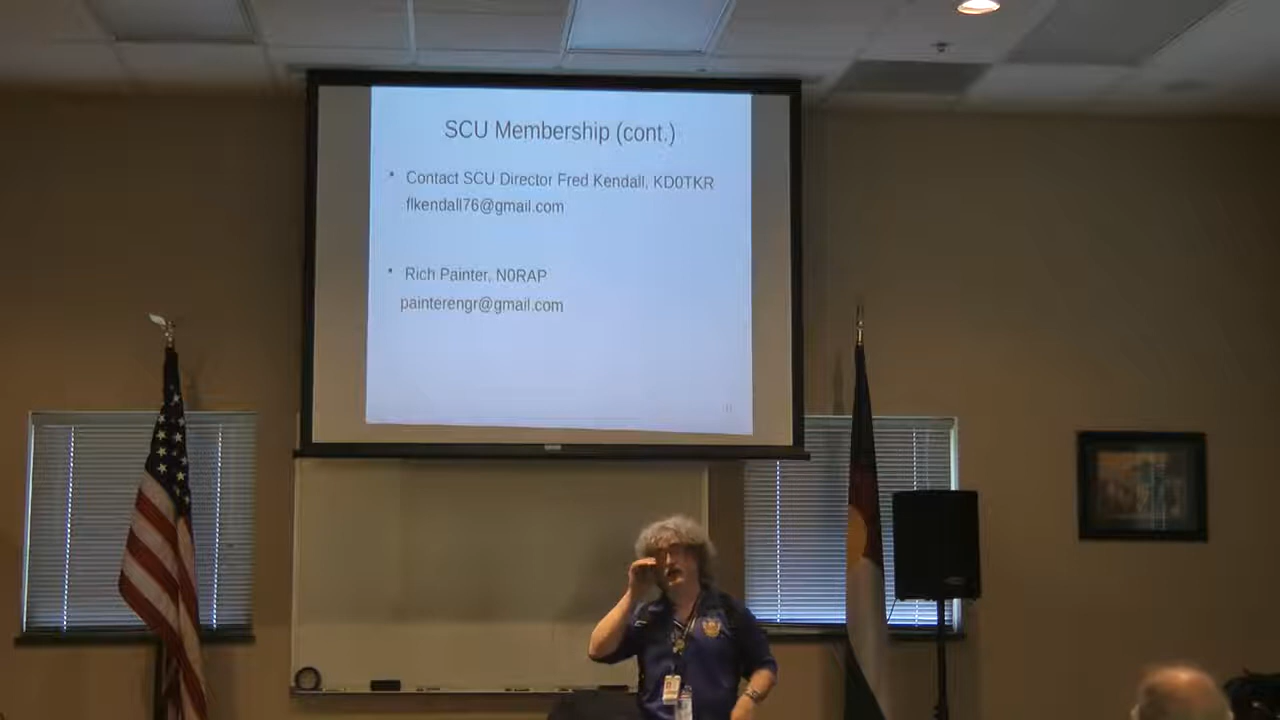 SCU Membership (cont.)
• Contact SCU Director Fred Kendall, KD0TKR
flkendall76@gmail.com
• Rich Painter, N0RAP
painterengr@gmail.com